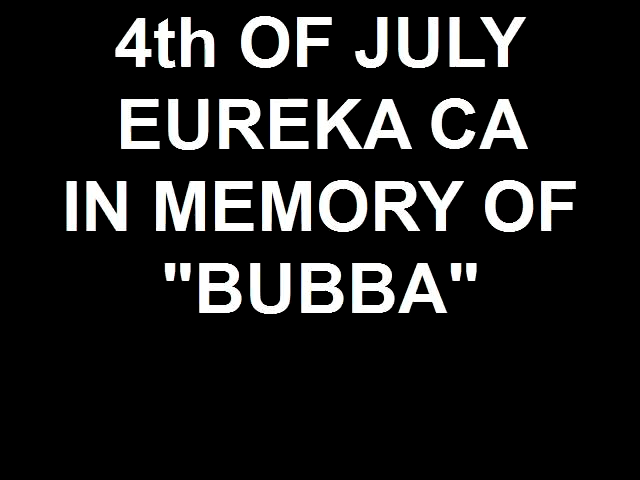 4th OF JULY
EUREKA CA
IN MEMORY OF
"BUBBA"